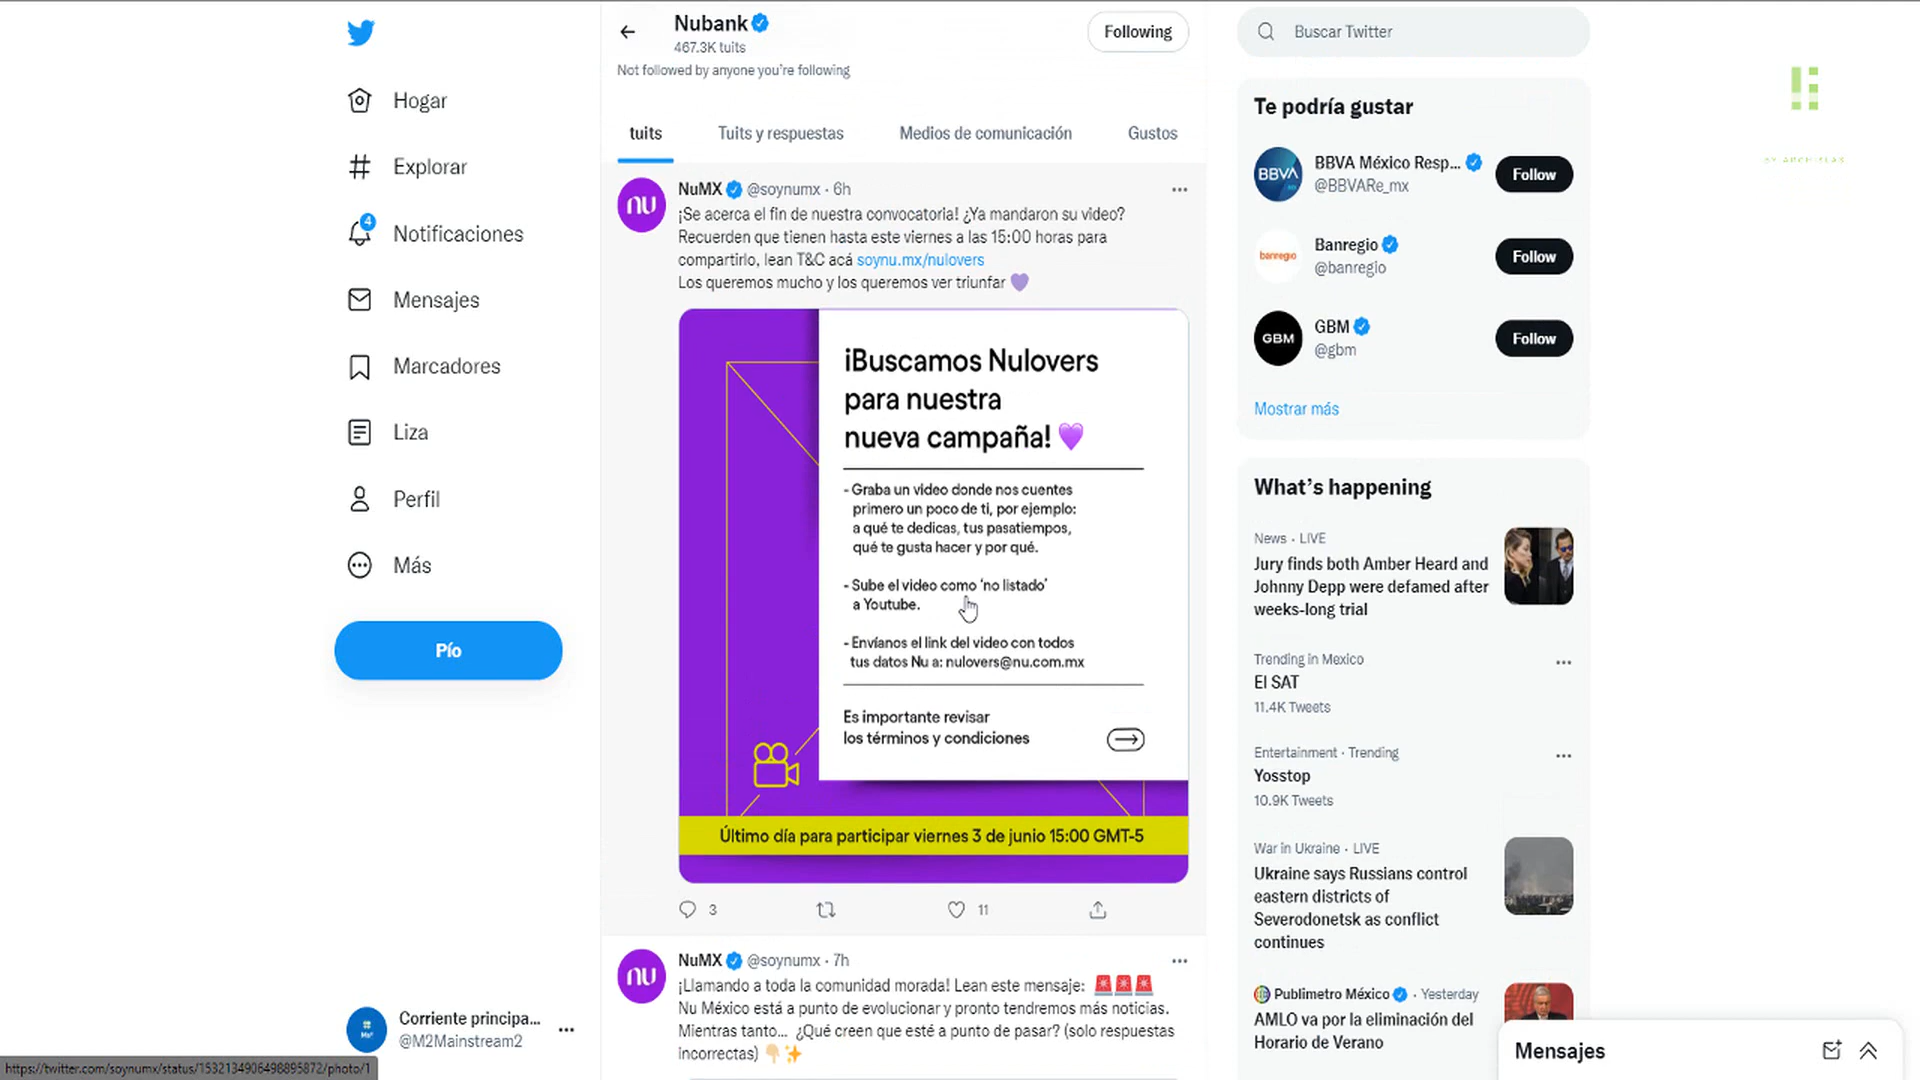 Hogar
Explorar
4
Notificaciones
Mensajes
Marcadores
Liza
Perfil
Más
Pío
Corriente principa...
@M2Mainstream2
https://twitter.com/soynumx/status/1532134906498895872/photo/1
Nubank
467.3K tuits
Following
Not followed by anyone you're following
tuits
Tuits y respuestas
Medios de comunicación
Gustos
nu
NuMX @soynumx · 6h
¡Se acerca el fin de nuestra convocatoria! ¿Ya mandaron su video?
Recuerden que tienen hasta este viernes a las 15:00 horas para
compartirlo, lean T&C acá soynu.mx/nulovers
Los queremos mucho y los queremos ver triunfar 💜
¡Buscamos Nulovers
para nuestra
nueva campaña! 💜
- Graba un video donde nos cuentes
primero un poco de ti, por ejemplo:
a qué te dedicas, tus pasatiempos,
qué te gusta hacer y por qué.
- Sube el video como 'no listado'
a Youtube.
- Envíanos el link del video con todos
tus datos Nu a: nulovers@nu.com.mx
Es importante revisar
los términos y condiciones
Último día para participar viernes 3 de junio 15:00 GMT-5
3
11
nu
NuMX @soynumx · 7h
¡Llamando a toda la comunidad morada! Lean este mensaje: 🚨🚨🚨
Nu México está a punto de evolucionar y pronto tendremos más noticias.
Mientras tanto... ¿Qué creen que esté a punto de pasar? (solo respuestas
incorrectas) 👇🏻✨
Buscar Twitter
Te podría gustar
BBVA
BBVA México Resp...
@BBVARe_mx
Follow
banregio
Banregio
@banregio
Follow
GBM
GBM
@gbm
Follow
Mostrar más
What's happening
News · LIVE
Jury finds both Amber Heard and
Johnny Depp were defamed after
weeks-long trial
Trending in Mexico
El SAT
11.4K Tweets
Entertainment · Trending
Yosstop
10.9K Tweets
War in Ukraine · LIVE
Ukraine says Russians control
eastern districts of
Severodonetsk as conflict
continues
Publimetro México · Yesterday
AMLO va por la eliminación del
Horario de Verano
Mensajes